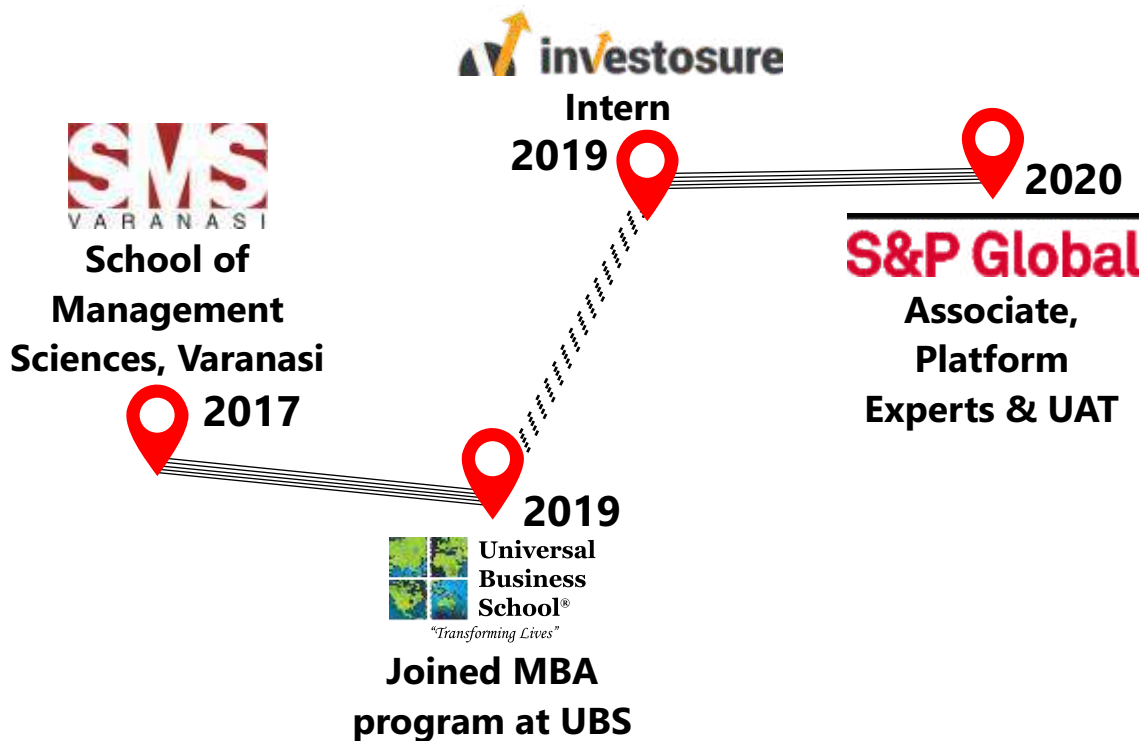 SMS
VARANASI
School of
Management
Sciences, Varanasi
2017
2019
Universal
Business
School®
“Transforming Lives”
Joined MBA
program at UBS
investosure
Intern
2019
2020
S&P Global
Associate,
Platform
Experts & UAT